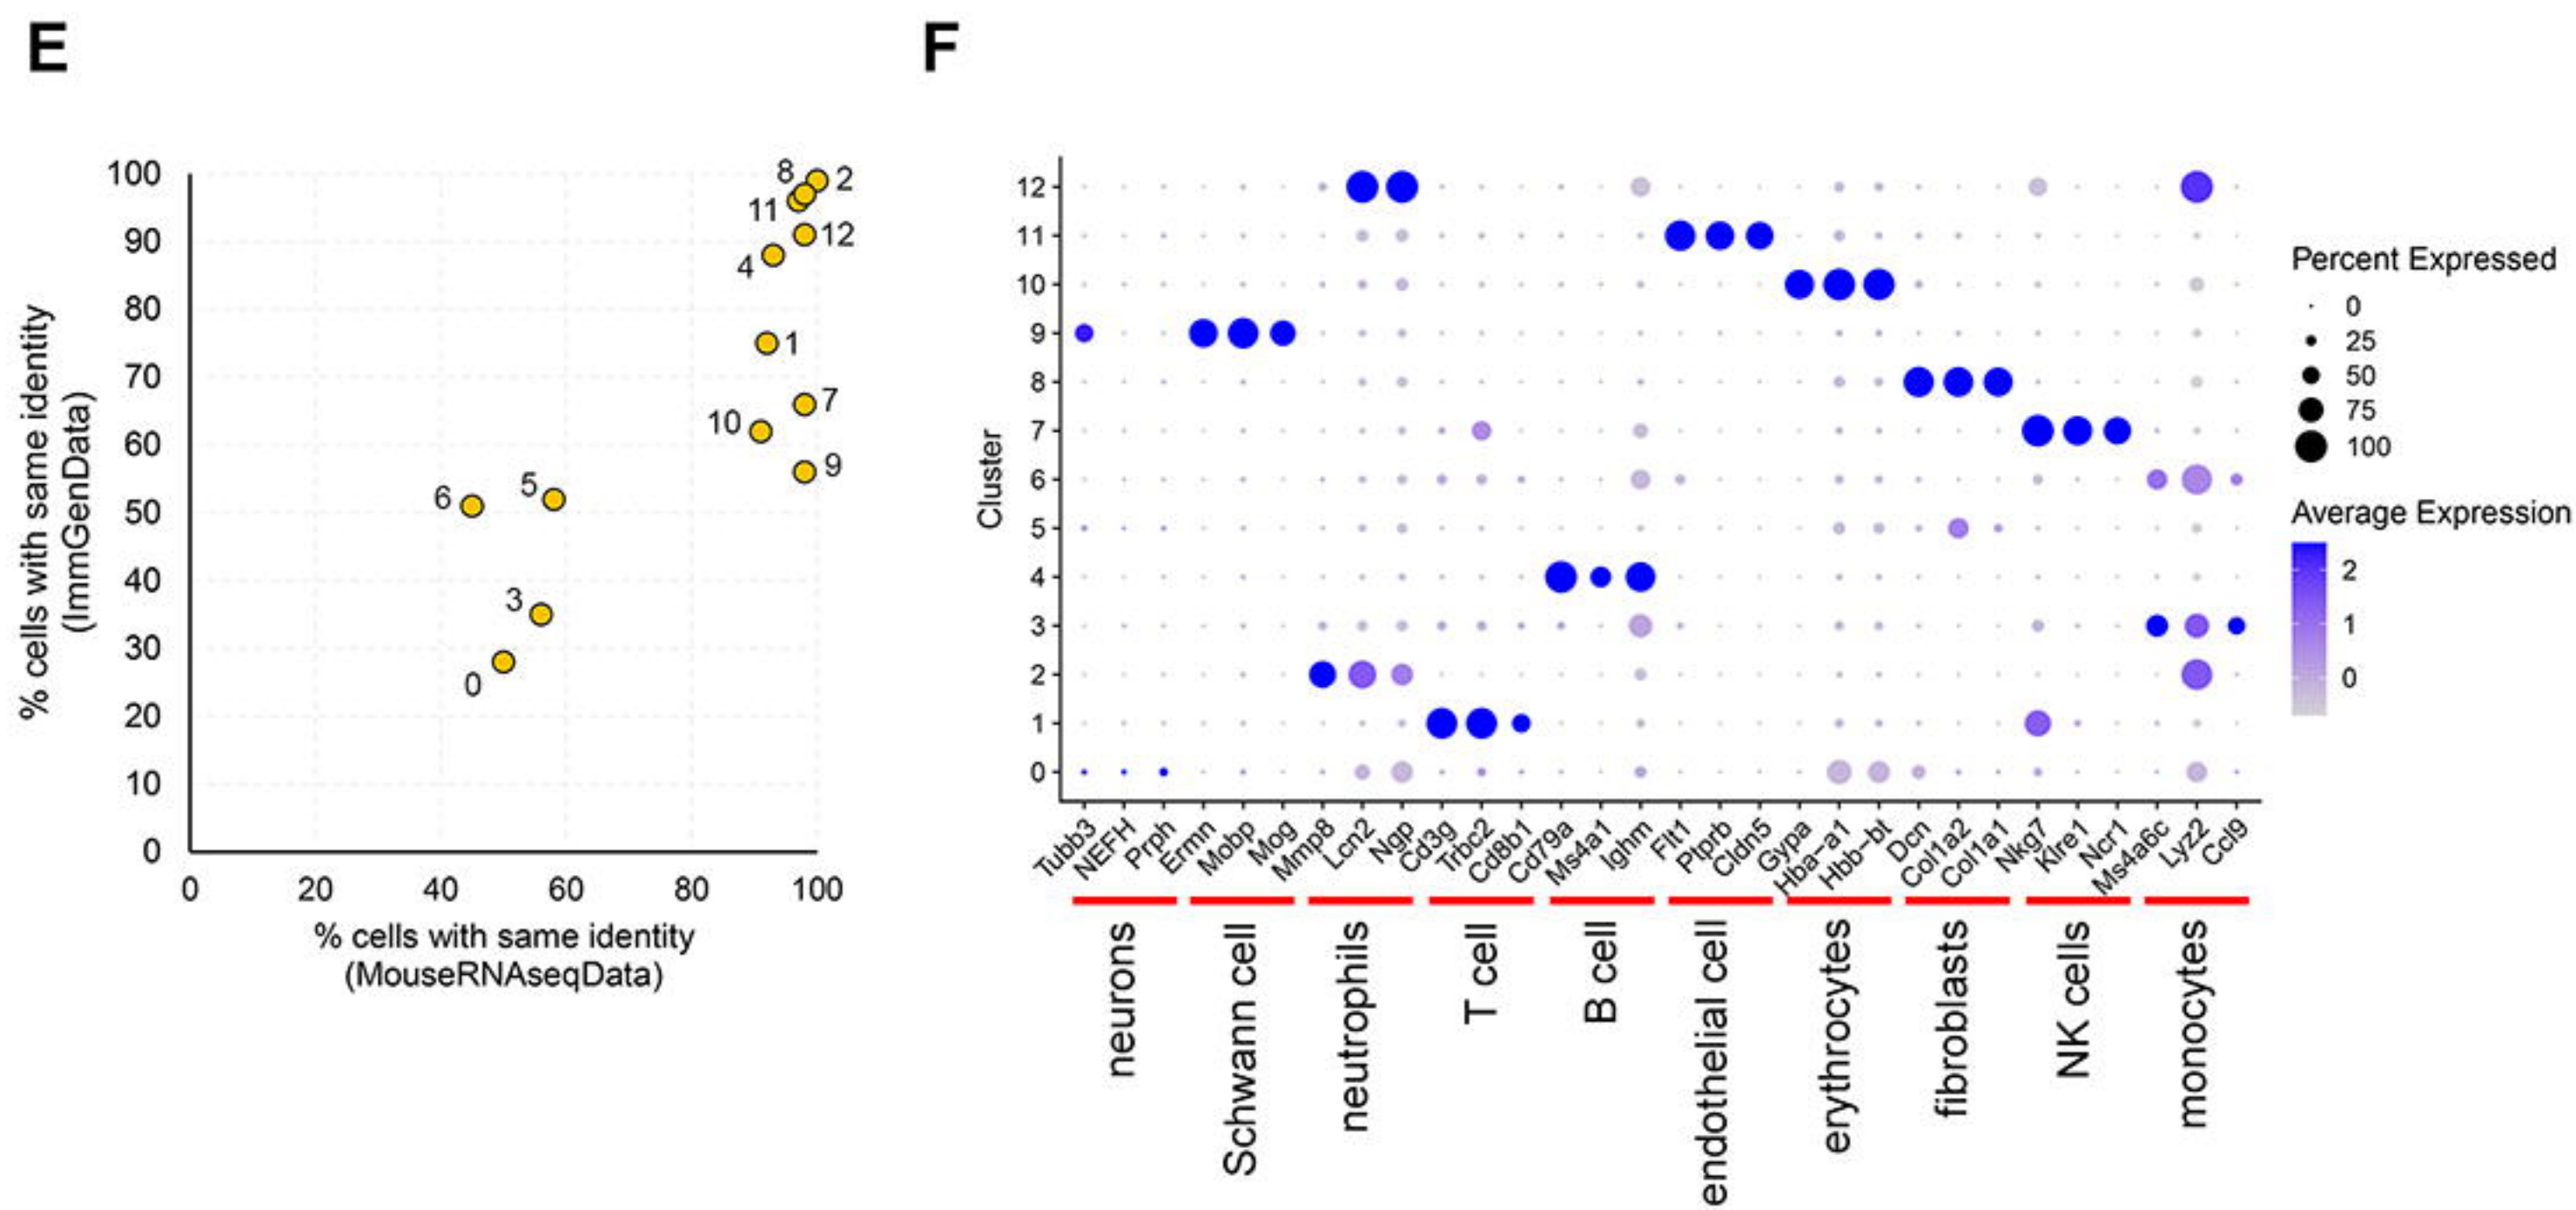 E
% cells with same identity
(ImmGenData)
100
90
80
70
60
50
40
30
20
10
0
8
2
11
12
4
1
7
10
9
6
5
3
0
0
20
40
60
80
100
% cells with same identity
(MouseRNAseqData)
F
Cluster
12
11
10
9
8
7
6
5
4
3
2
1
0
Tubb3
NEFH
Prph
Ermn
Mobp
Mog
Mmp8
Lcn2
Ngp
Cd3g
Trbc2
Cd8b1
Cd79a
Ms4a1
Ighm
Flt1
Ptprb
Cldn5
Gypa
Hba-a1
Hbb-bt
Dcn
Col1a2
Col1a1
Nkg7
Klre1
Ncr1
Ms4a6c
Lyz2
Ccl9
neurons
Schwann cell
neutrophils
T cell
B cell
endothelial cell
erythrocytes
fibroblasts
NK cells
monocytes
Percent Expressed
0
25
50
75
100
Average Expression
2
1
0